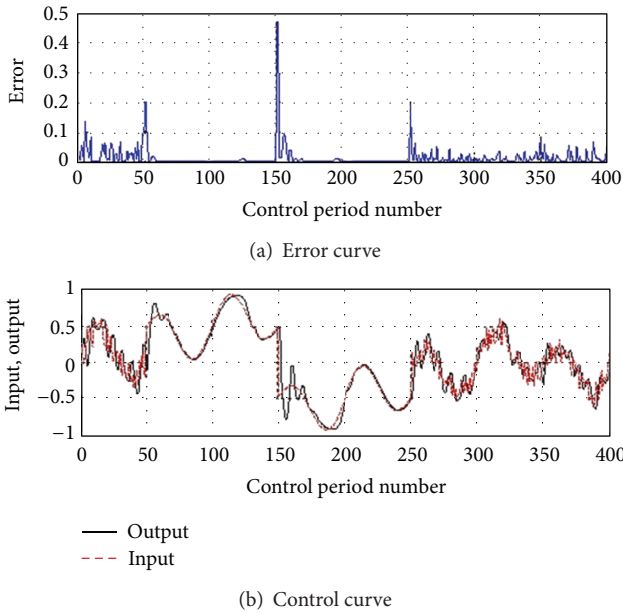 0.5
0.4
0.3
0.2
0.1
0
Error
0 50 100 150 200 250 300 350 400
Control period number
(a) Error curve
1
0.5
0
−0.5
−1
Input, output
0 50 100 150 200 250 300 350 400
Control period number
Output
Input
(b) Control curve